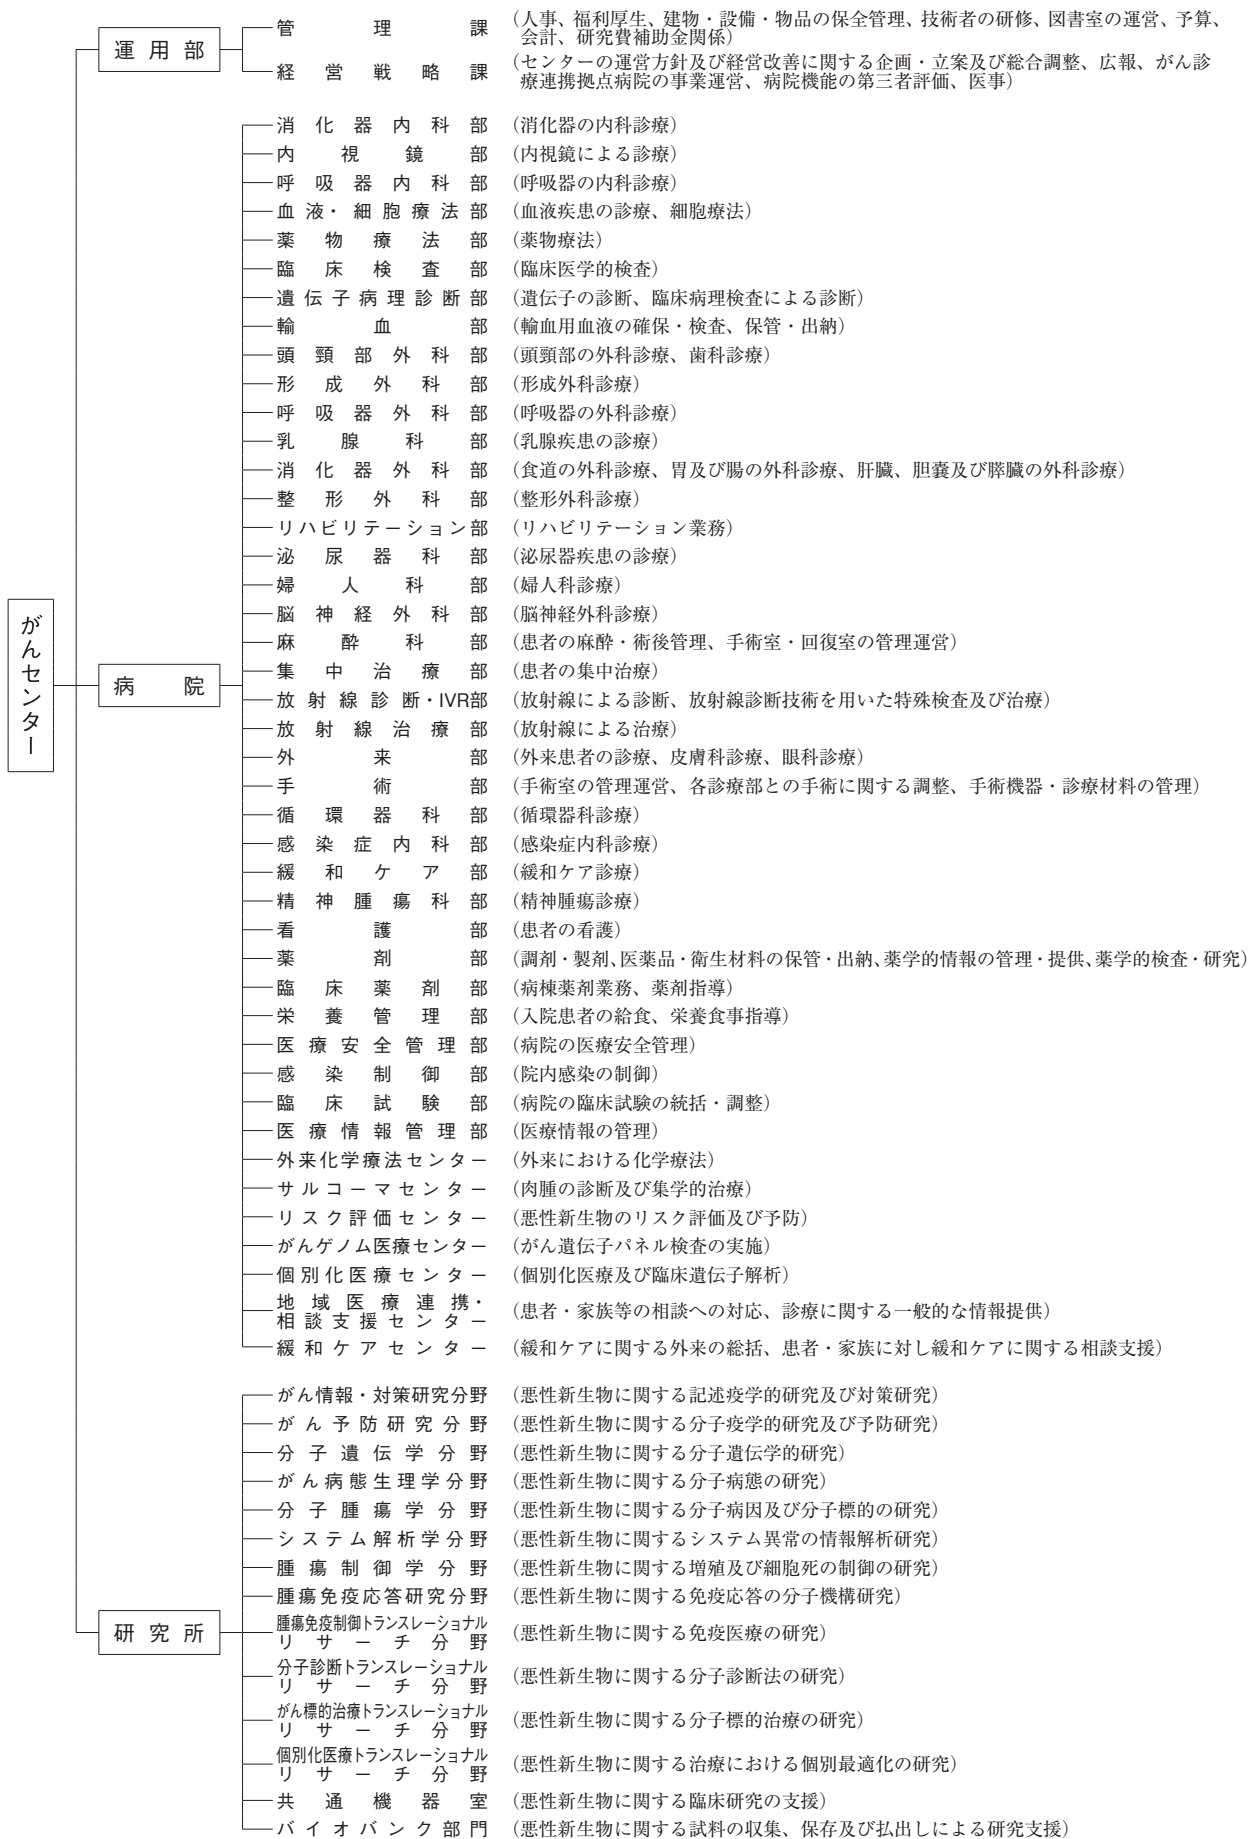 がんセンター
運用部
管理課（人事、福利厚生、建物・設備・物品の保全管理、技術者の研修、図書室の運営、予算、
会計、研究費補助金関係）
経営戦略課（センターの運営方針及び経営改善に関する企画・立案及び総合調整、広報、がん診
療連携拠点病院の事業運営、病院機能の第三者評価、医事）
病院
消化器内科部（消化器の内科診療）
内視鏡部（内視鏡による診療）
呼吸器内科部（呼吸器の内科診療）
血液・細胞療法部（血液疾患の診療、細胞療法）
薬物療法部（薬物療法）
臨床検査部（臨床医学的検査）
遺伝子病理診断部（遺伝子の診断、臨床病理検査による診断）
輸血部（輸血用血液の確保・検査、保管・出納）
頭頸部外科部（頭頸部の外科診療、歯科診療）
形成外科部（形成外科診療）
呼吸器外科部（呼吸器の外科診療）
乳腺科部（乳腺疾患の診療）
消化器外科部（食道の外科診療、胃及び腸の外科診療、肝臓、胆嚢及び膵臓の外科診療）
整形外科部（整形外科診療）
リハビリテーション部（リハビリテーション業務）
泌尿器科部（泌尿器疾患の診療）
婦人科部（婦人科診療）
脳神経外科部（脳神経外科診療）
麻酔科部（患者の麻酔・術後管理、手術室・回復室の管理運営）
集中治療部（患者の集中治療）
放射線診断・IVR部（放射線による診断、放射線診断技術を用いた特殊検査及び治療）
放射線治療部（放射線による治療）
外来部（外来患者の診療、皮膚科診療、眼科診療）
手術部（手術室の管理運営、各診療部との手術に関する調整、手術機器・診療材料の管理）
循環器科部（循環器科診療）
感染症内科部（感染症内科診療）
緩和ケア部（緩和ケア診療）
精神腫瘍科部（精神腫瘍診療）
看護部（患者の看護）
薬剤部（調剤・製剤、医薬品・衛生材料の保管・出納、薬学的情報の管理・提供、薬学的検査・研究）
臨床薬剤部（病棟薬剤業務、薬剤指導）
栄養管理部（入院患者の給食、栄養食事指導）
医療安全管理部（病院の医療安全管理）
感染制御部（院内感染の制御）
臨床試験部（病院の臨床試験の統括・調整）
医療情報管理部（医療情報の管理）
外来化学療法センター（外来における化学療法）
サルコーマセンター（肉腫の診断及び集学的治療）
リスク評価センター（悪性新生物のリスク評価及び予防）
がんゲノム医療センター（がん遺伝子パネル検査の実施）
個別化医療センター（個別化医療及び臨床遺伝子解析）
地域医療連携・
相談支援センター（患者・家族等の相談への対応、診療に関する一般的な情報提供）
緩和ケアセンター（緩和ケアに関する外来の総括、患者・家族に対し緩和ケアに関する相談支援）
研究所
がん情報・対策研究分野（悪性新生物に関する記述疫学的研究及び対策研究）
がん予防研究分野（悪性新生物に関する分子疫学的研究及び予防研究）
分子遺伝学分野（悪性新生物に関する分子遺伝学的研究）
がん病態生理学分野（悪性新生物に関する分子病態の研究）
分子腫瘍学分野（悪性新生物に関する分子病因及び分子標的の研究）
システム解析学分野（悪性新生物に関するシステム異常の情報解析研究）
腫瘍制御学分野（悪性新生物に関する増殖及び細胞死の制御の研究）
腫瘍免疫応答研究分野（悪性新生物に関する免疫応答の分子機構研究）
腫瘍免疫制御トランスレーショナル
リサーチ分野（悪性新生物に関する免疫医療の研究）
分子診断トランスレーショナル
リサーチ分野（悪性新生物に関する分子診断法の研究）
がん標的治療トランスレーショナル
リサーチ分野（悪性新生物に関する分子標的治療の研究）
個別化医療トランスレーショナル
リサーチ分野（悪性新生物に関する治療における個別最適化の研究）
共通機器室（悪性新生物に関する臨床研究の支援）
バイオバンク部門（悪性新生物に関する試料の収集、保存及び払出しによる研究支援）